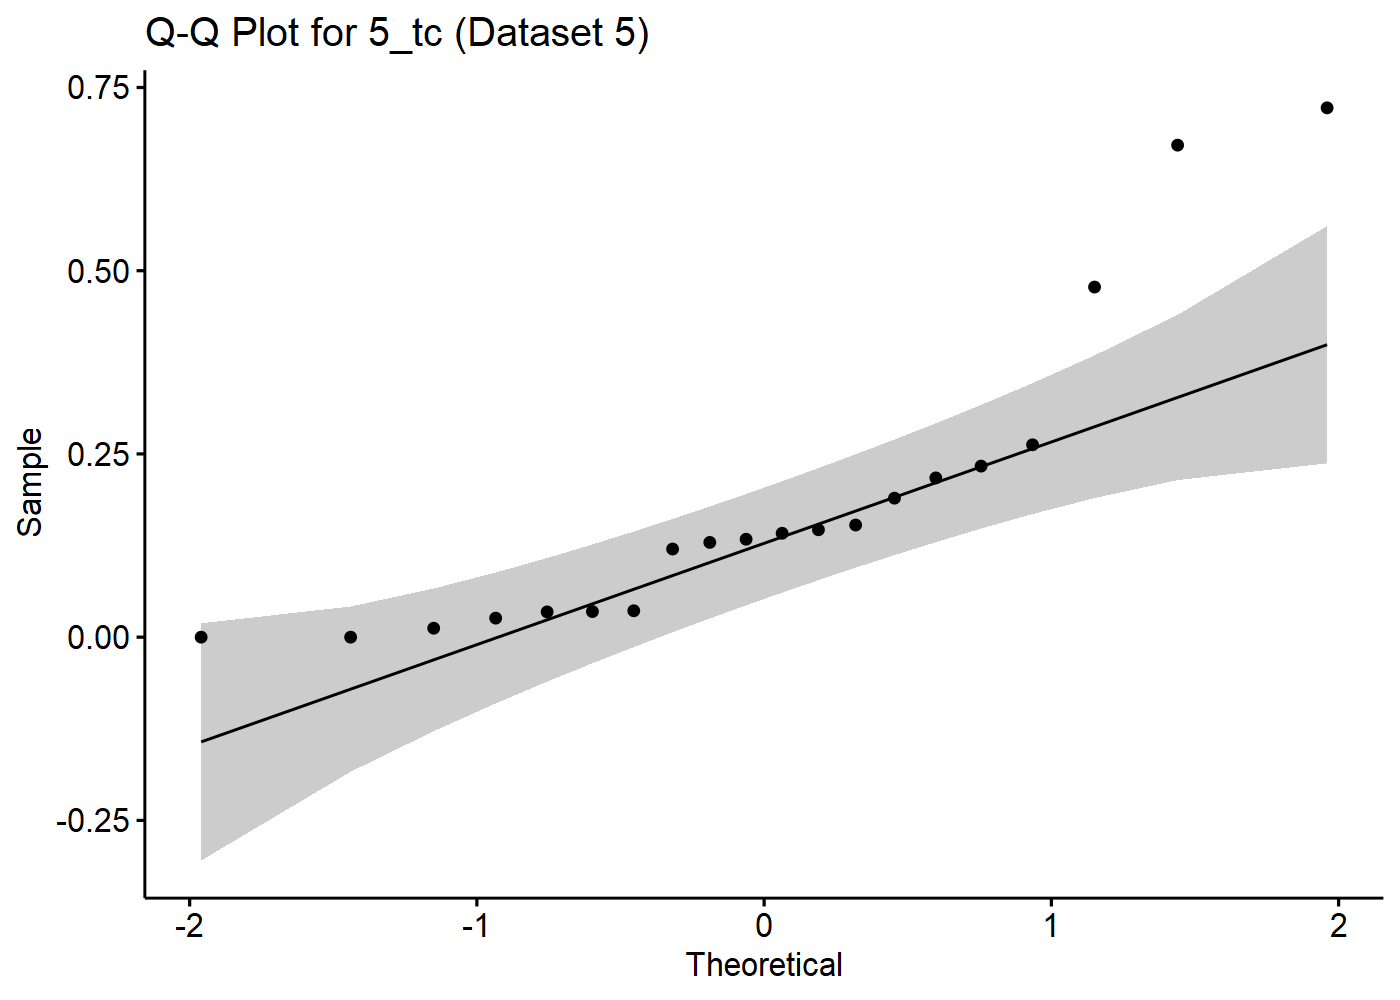 Q-Q Plot for 5_tc (Dataset 5)
0.75
0.50
0.25
0.00
-0.25
Sample
-2 -1 0 1 2
Theoretical